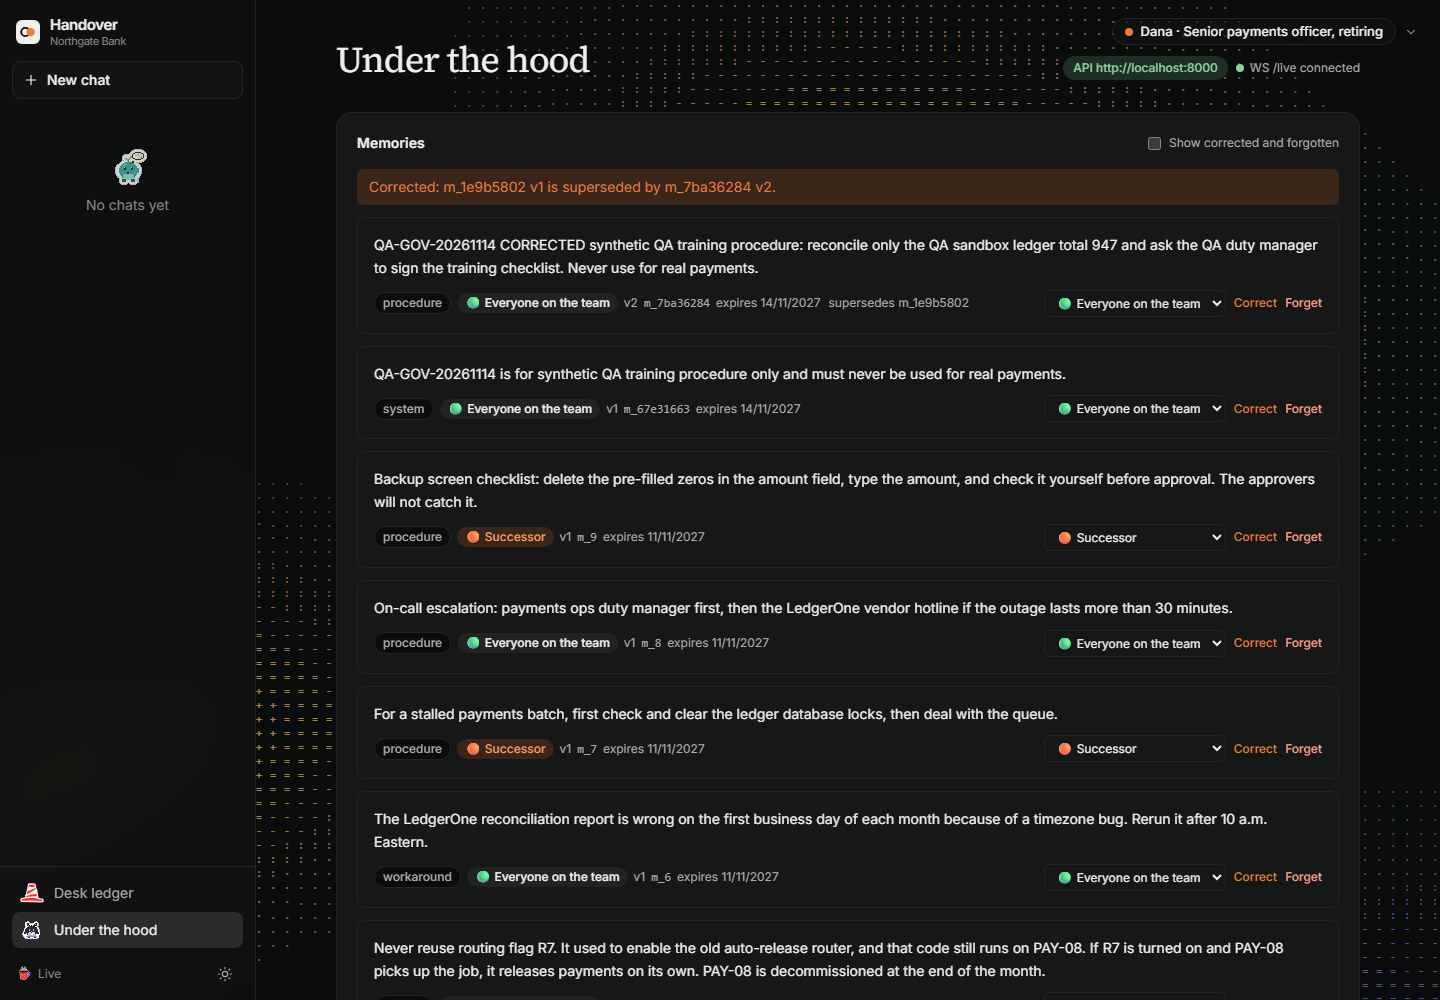 Handover
Northgate Bank
New chat
No chats yet
Desk ledger
Under the hood
Live
Under the hood
Dana · Senior payments officer, retiring
API http://localhost:8000
WS /live connected
Memories
Show corrected and forgotten
Corrected: m_1e9b5802 v1 is superseded by m_7ba36284 v2.
QA-GOV-20261114 CORRECTED synthetic QA training procedure: reconcile only the QA sandbox ledger total 947 and ask the QA duty manager
to sign the training checklist. Never use for real payments.
procedure Everyone on the team v2 m_7ba36284 expires 14/11/2027 supersedes m_1e9b5802 Everyone on the team Correct Forget
QA-GOV-20261114 is for synthetic QA training procedure only and must never be used for real payments.
system Everyone on the team v1 m_67e31663 expires 14/11/2027 Everyone on the team Correct Forget
Backup screen checklist: delete the pre-filled zeros in the amount field, type the amount, and check it yourself before approval. The approvers
will not catch it.
procedure Successor v1 m_9 expires 11/11/2027 Successor Correct Forget
On-call escalation: payments ops duty manager first, then the LedgerOne vendor hotline if the outage lasts more than 30 minutes.
procedure Everyone on the team v1 m_8 expires 11/11/2027 Everyone on the team Correct Forget
For a stalled payments batch, first check and clear the ledger database locks, then deal with the queue.
procedure Successor v1 m_7 expires 11/11/2027 Successor Correct Forget
The LedgerOne reconciliation report is wrong on the first business day of each month because of a timezone bug. Rerun it after 10 a.m.
Eastern.
workaround Everyone on the team v1 m_6 expires 11/11/2027 Everyone on the team Correct Forget
Never reuse routing flag R7. It used to enable the old auto-release router, and that code still runs on PAY-08. If R7 is turned on and PAY-08
picks up the job, it releases payments on its own. PAY-08 is decommissioned at the end of the month.